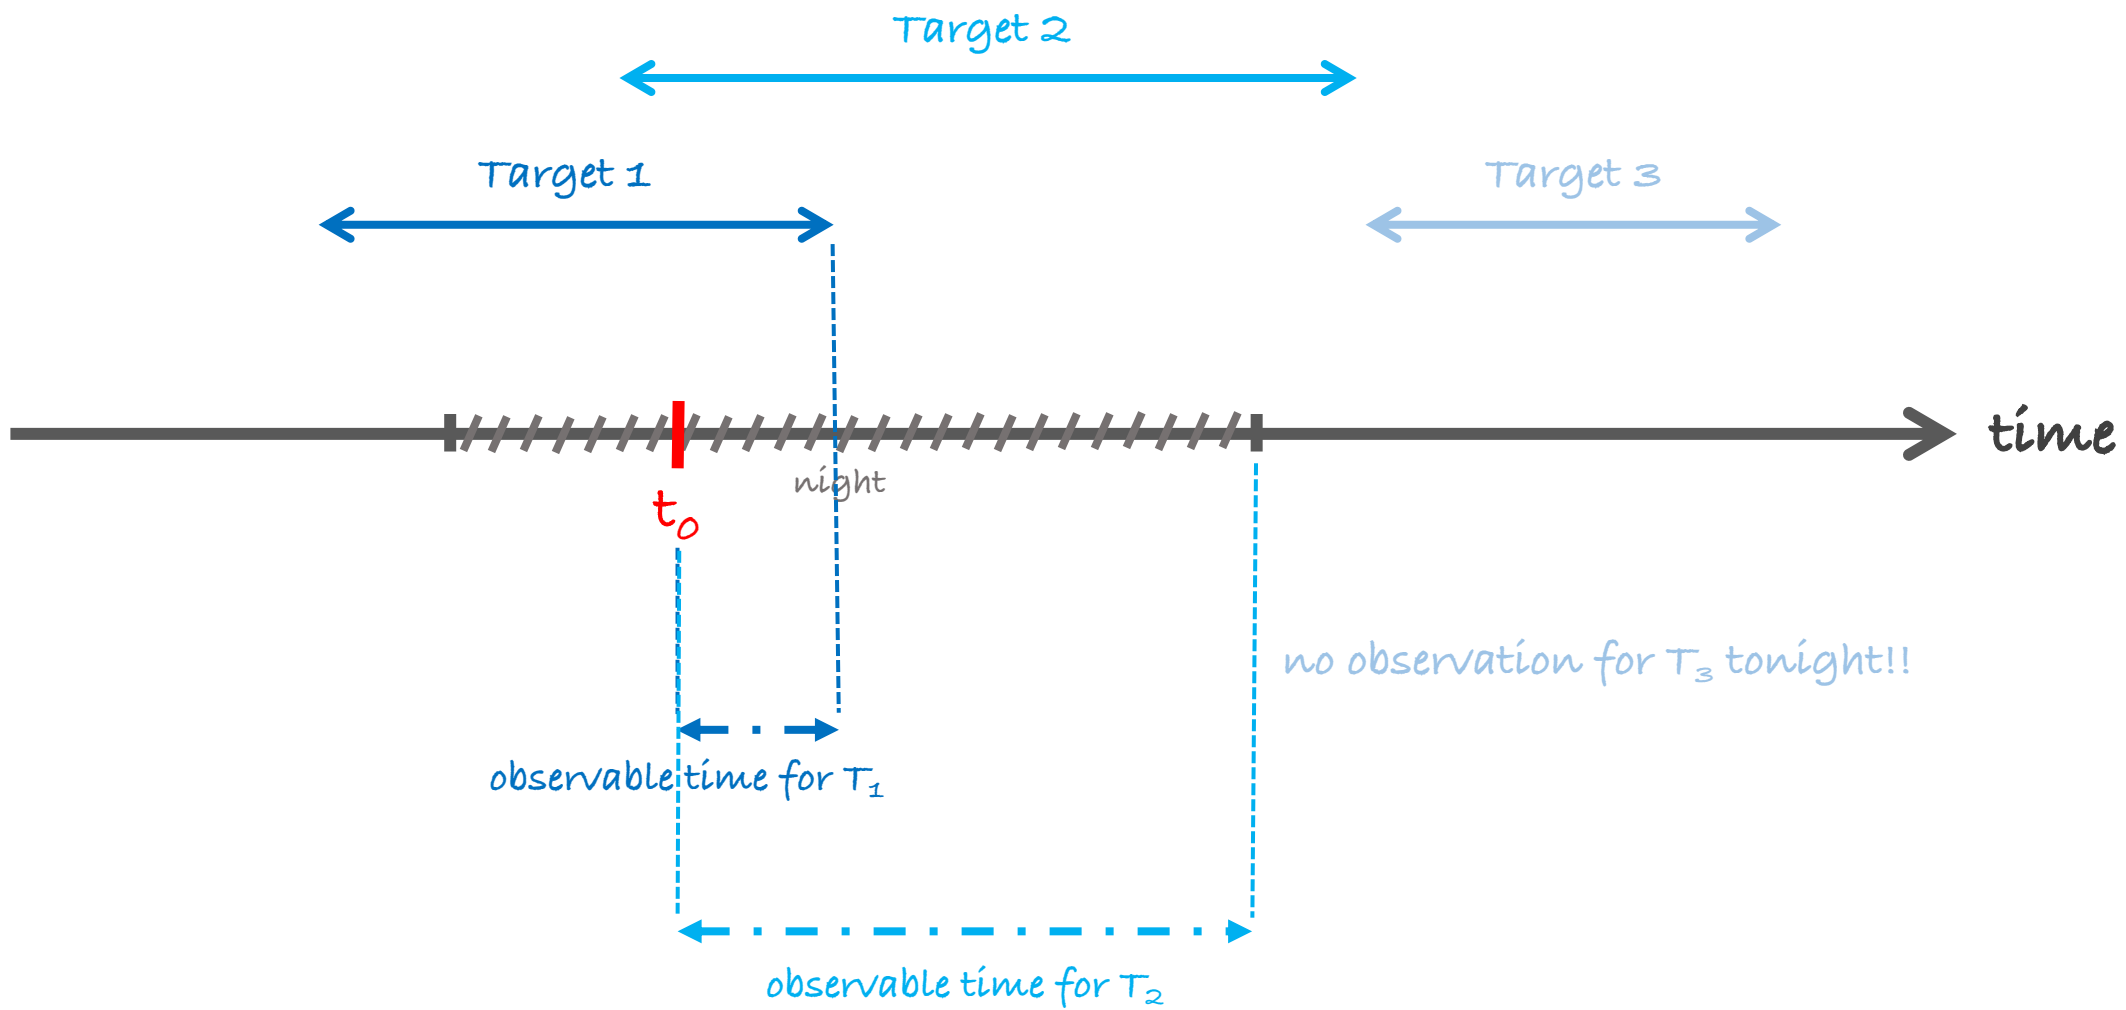 Target 2
Target 1
Target 3
time
night
t₀
no observation for T₃ tonight!!
observable time for T₁
observable time for T₂